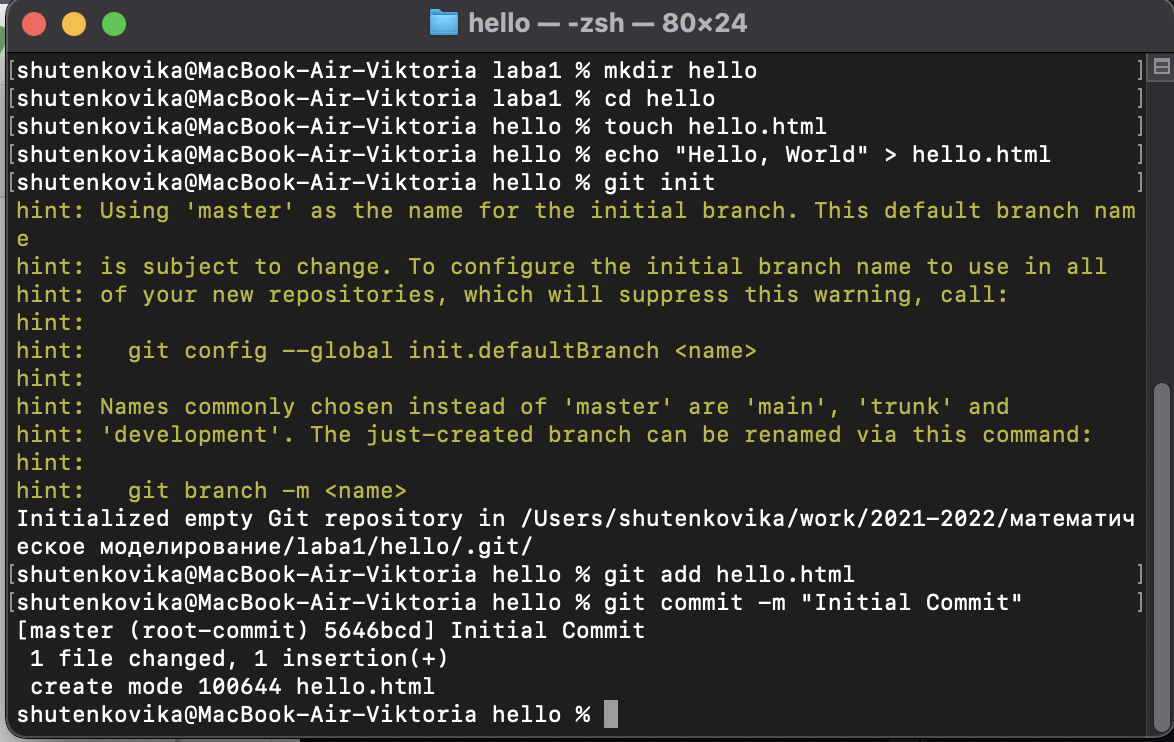 hello — -zsh — 80×24
[shutenkovika@MacBook-Air-Viktoria laba1 % mkdir hello ]
[shutenkovika@MacBook-Air-Viktoria laba1 % cd hello ]
[shutenkovika@MacBook-Air-Viktoria hello % touch hello.html ]
[shutenkovika@MacBook-Air-Viktoria hello % echo "Hello, World" > hello.html ]
[shutenkovika@MacBook-Air-Viktoria hello % git init ]
hint: Using 'master' as the name for the initial branch. This default branch nam
e
hint: is subject to change. To configure the initial branch name to use in all
hint: of your new repositories, which will suppress this warning, call:
hint:
hint:   git config --global init.defaultBranch <name>
hint:
hint: Names commonly chosen instead of 'master' are 'main', 'trunk' and
hint: 'development'. The just-created branch can be renamed via this command:
hint:
hint:   git branch -m <name>
Initialized empty Git repository in /Users/shutenkovika/work/2021-2022/математич
еское моделирование/laba1/hello/.git/
[shutenkovika@MacBook-Air-Viktoria hello % git add hello.html ]
[shutenkovika@MacBook-Air-Viktoria hello % git commit -m "Initial Commit" ]
[master (root-commit) 5646bcd] Initial Commit
 1 file changed, 1 insertion(+)
 create mode 100644 hello.html
shutenkovika@MacBook-Air-Viktoria hello %